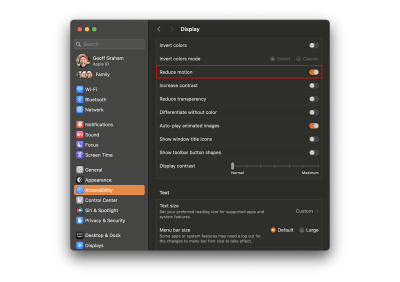 Display
Search
Geoff Graham
Apple ID
Family
Wi-Fi
Bluetooth
Network
Notifications
Sound
Focus
Screen Time
General
Appearance
Accessibility
Control Center
Siri & Spotlight
Privacy & Security
Desktop & Dock
Displays
Invert colors
Invert colors mode
Smart
Classic
Reduce motion
Increase contrast
Reduce transparency
Differentiate without color
Auto-play animated images
Show window title icons
Show toolbar button shapes
Display contrast
Normal
Maximum
Text
Text size
Custom
Set your preferred reading size for supported apps and
system features.
Menu bar size
Default
Large
Some apps or system features may need a log out for
the changes to menu bar font size to take effect.